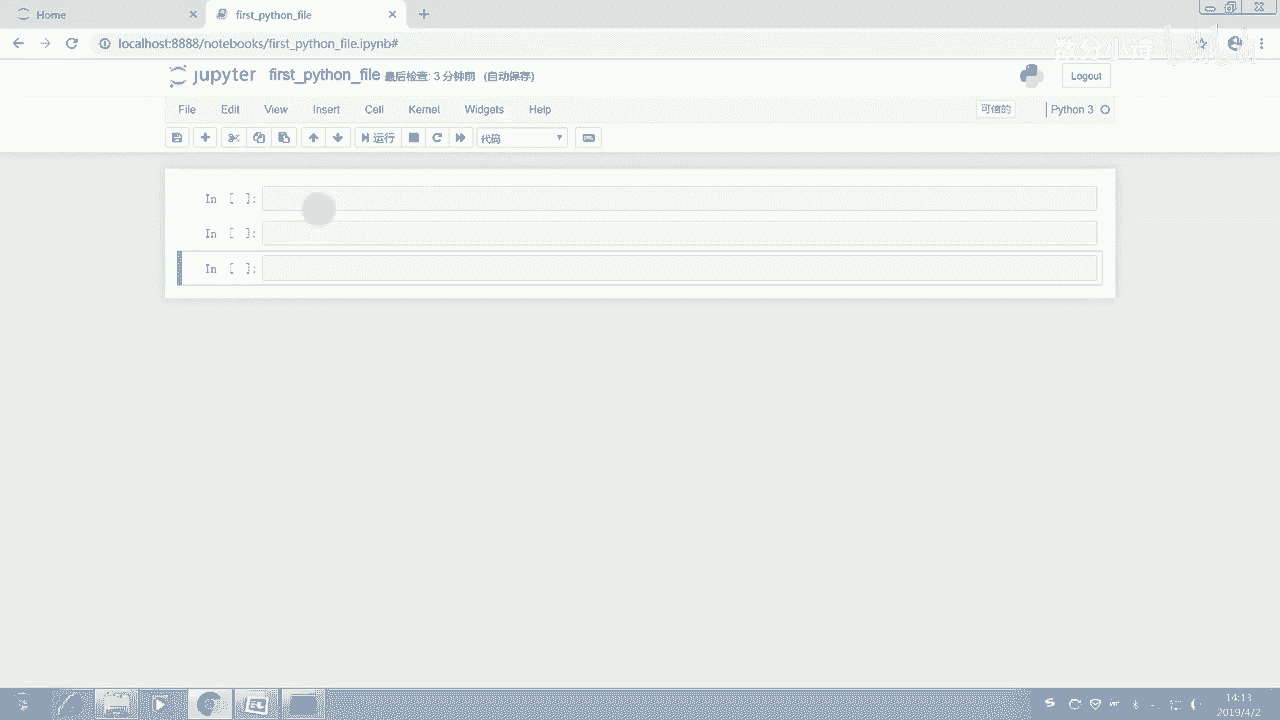 Home
first_python_file
localhost:8888/notebooks/first_python_file.ipynb#
jupyter first_python_file 最后检查: 3 分钟前 (自动保存)
Logout
File Edit View Insert Cell Kernel Widgets Help
可信的
Python 3
运行
代码
In [ ]:
In [ ]:
In [ ]:
14:13
2019/4/2